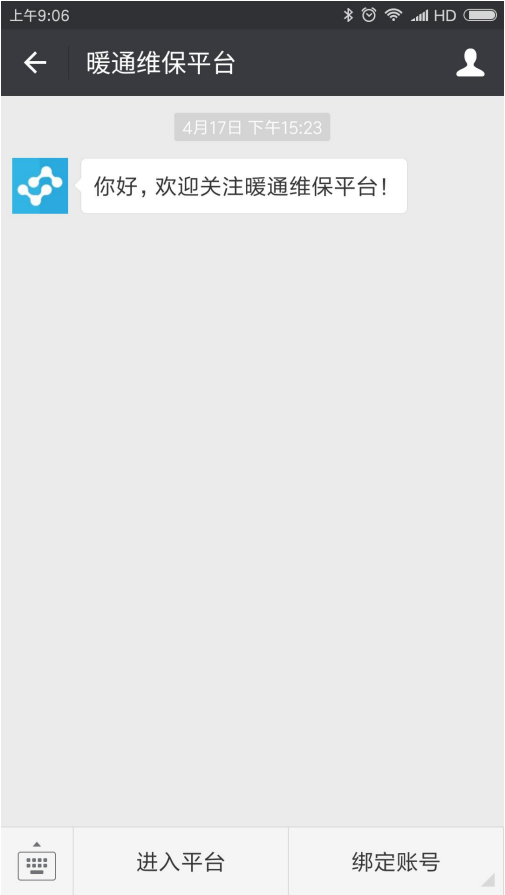 上午9:06
HD
暖通维保平台
4月17日 下午15:23
你好，欢迎关注暖通维保平台！
进入平台
绑定账号